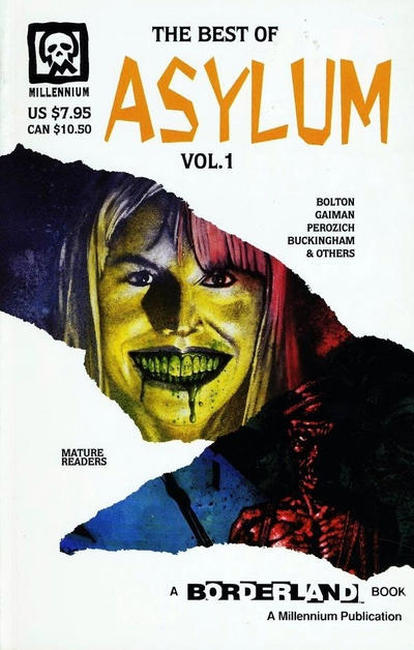 MILLENNIUM
US $7.95
CAN $10.50
THE BEST OF
ASYLUM
VOL.1
BOLTON
GAIMAN
PEROZICH
BUCKINGHAM
& OTHERS
MATURE
READERS
A BORDERLAND™ BOOK
A Millennium Publication